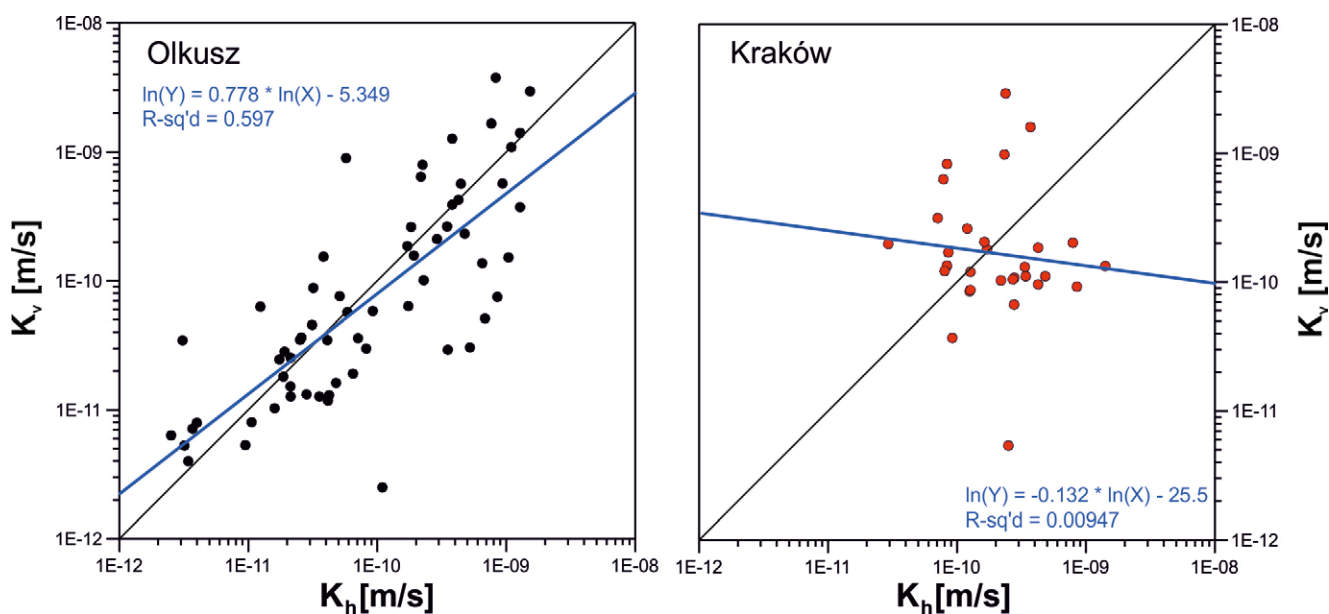 Olkusz
ln(Y) = 0.778 * ln(X) - 5.349
R-sq'd = 0.597
1E-08
1E-09
1E-10
1E-11
1E-12
Kv [m/s]
1E-12
1E-11
1E-10
1E-09
1E-08
Kh[m/s]
Kraków
ln(Y) = -0.132 * ln(X) - 25.5
R-sq'd = 0.00947
1E-08
1E-09
1E-10
1E-11
1E-12
Kv [m/s]
1E-12
1E-11
1E-10
1E-09
1E-08
Kh[m/s]